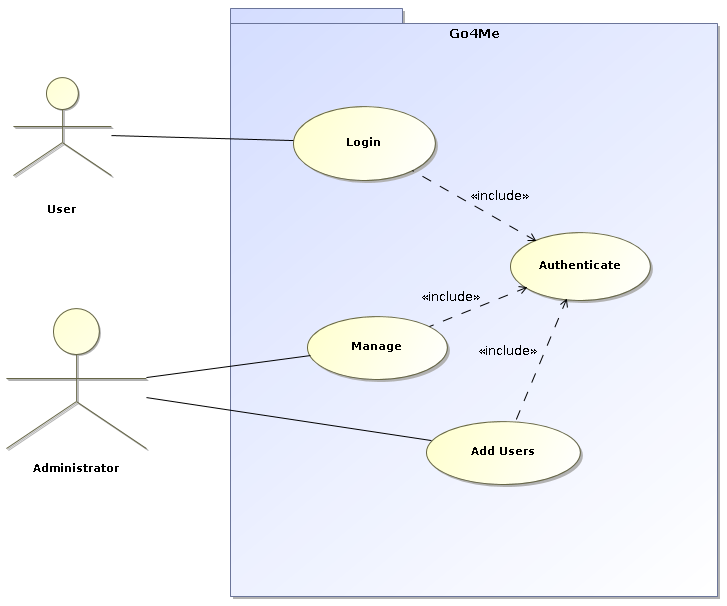 Go4Me
Login
«include»
User
Authenticate
«include»
Manage
«include»
Add Users
Administrator